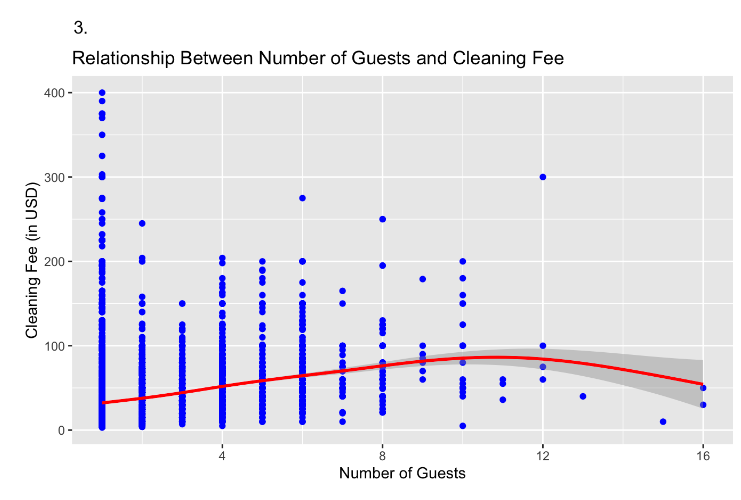 3.
Relationship Between Number of Guests and Cleaning Fee
400
300
200
100
0
Cleaning Fee (in USD)
4 8 12 16
Number of Guests